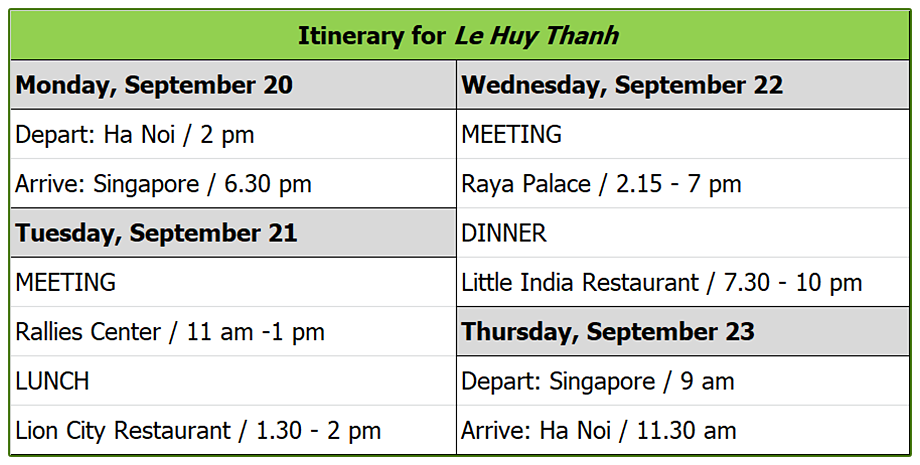 Itinerary for Le Huy Thanh
Monday, September 20
Depart: Ha Noi / 2 pm
Arrive: Singapore / 6.30 pm
Tuesday, September 21
MEETING
Rallies Center / 11 am -1 pm
LUNCH
Lion City Restaurant / 1.30 - 2 pm
Wednesday, September 22
MEETING
Raya Palace / 2.15 - 7 pm
DINNER
Little India Restaurant / 7.30 - 10 pm
Thursday, September 23
Depart: Singapore / 9 am
Arrive: Ha Noi / 11.30 am